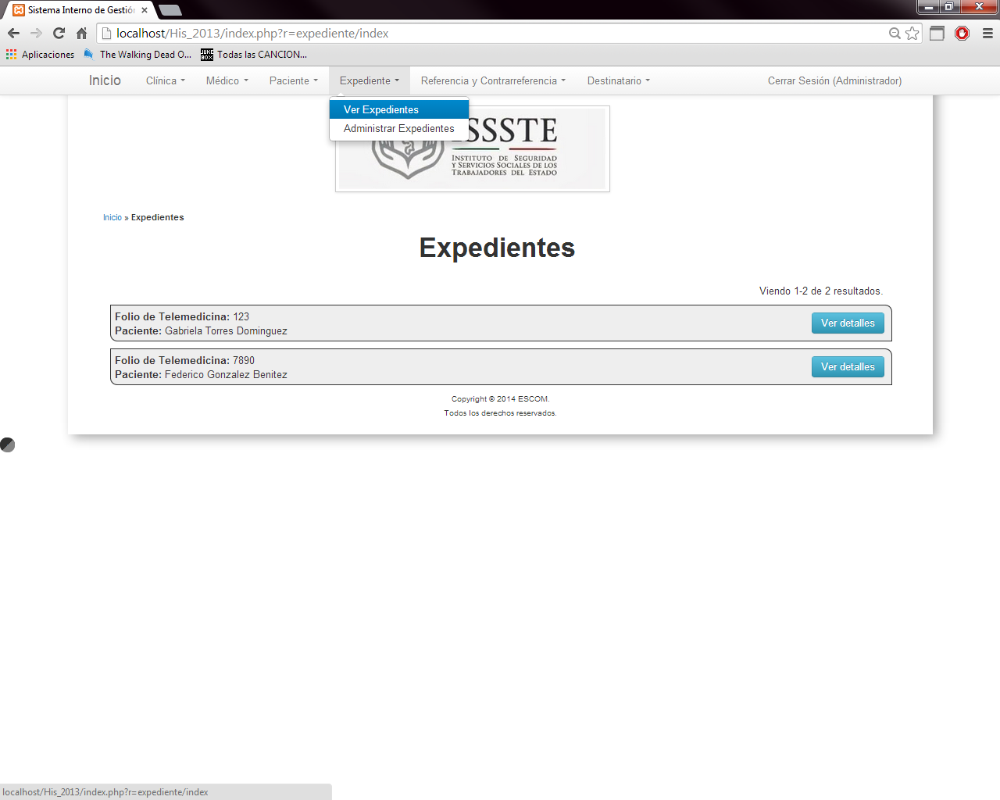 Sistema Interno de Gestión
localhost/His_2013/index.php?r=expediente/index
Aplicaciones The Walking Dead O... JUKE BOX Todas las CANCION...
Inicio Clínica Médico Paciente Expediente Referencia y Contrarreferencia Destinatario Cerrar Sesión (Administrador)
Ver Expedientes
Administrar Expedientes
ISSSTE
INSTITUTO DE SEGURIDAD
Y SERVICIOS SOCIALES DE LOS
TRABAJADORES DEL ESTADO
Inicio » Expedientes
Expedientes
Viendo 1-2 de 2 resultados.
Folio de Telemedicina: 123
Paciente: Gabriela Torres Dominguez
Ver detalles
Folio de Telemedicina: 7890
Paciente: Federico Gonzalez Benitez
Ver detalles
Copyright © 2014 ESCOM.
Todos los derechos reservados.
localhost/His_2013/index.php?r=expediente/index